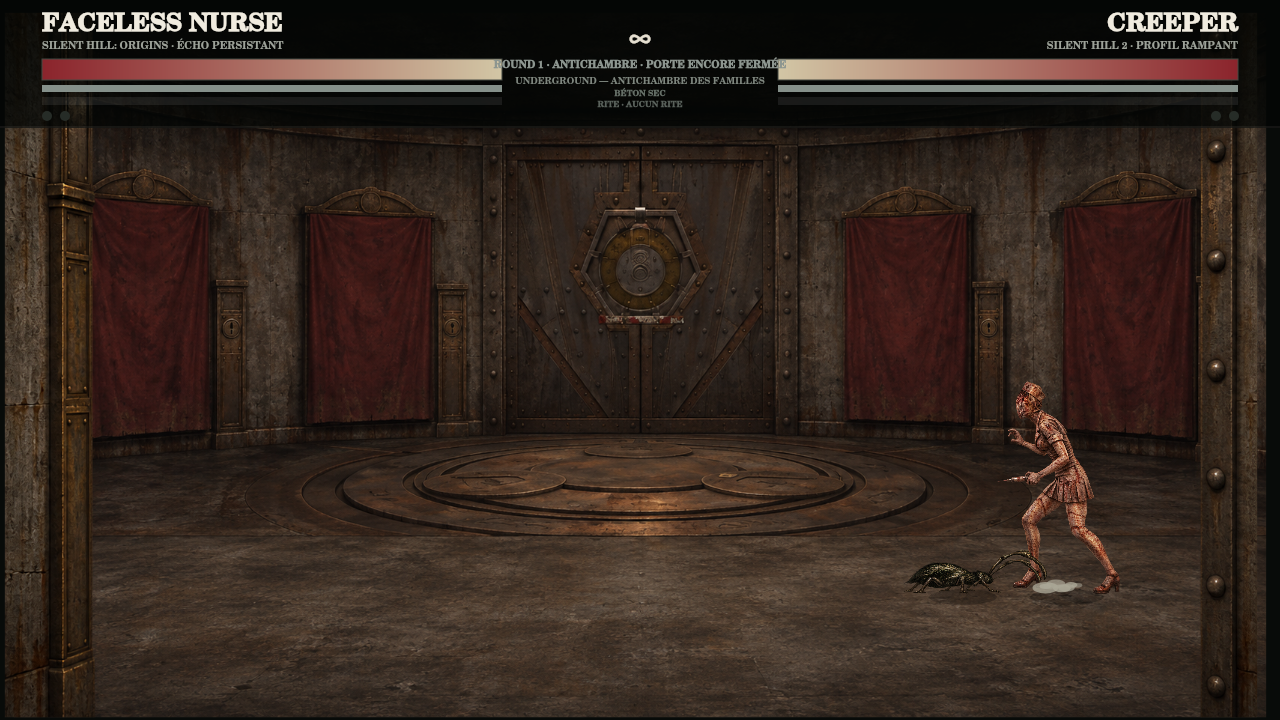 FACELESS NURSE
SILENT HILL: ORIGINS · ÉCHO PERSISTANT
∞
ROUND 1 · ANTICHAMBRE · PORTE ENCORE FERMÉE
UNDERGROUND — ANTICHAMBRE DES FAMILLES
BÉTON SEC
RITE · AUCUN RITE
CREEPER
SILENT HILL 2 · PROFIL RAMPANT